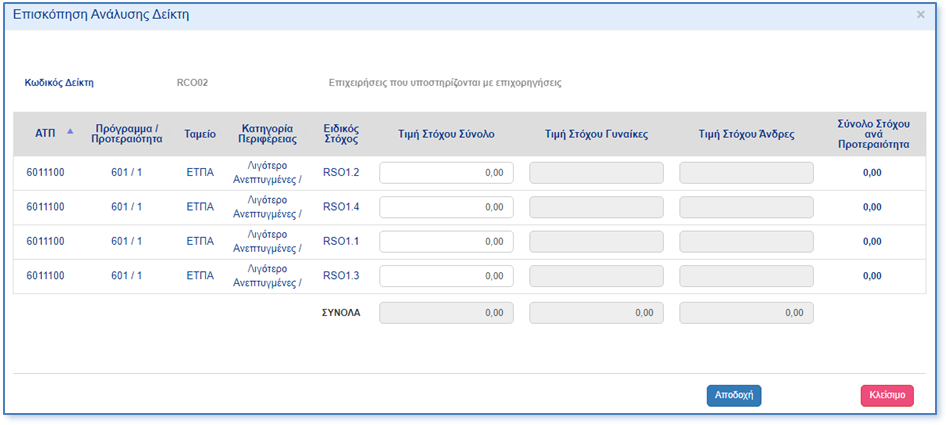 Επισκόπηση Ανάλυσης Δείκτη ×
Κωδικός Δείκτη RCO02 Επιχειρήσεις που υποστηρίζονται με επιχορηγήσεις
ΑΤΠ Πρόγραμμα / Προτεραιότητα Ταμείο Κατηγορία Περιφέρειας Ειδικός Στόχος Τιμή Στόχου Σύνολο Τιμή Στόχου Γυναίκες Τιμή Στόχου Άνδρες Σύνολο Στόχου ανά Προτεραιότητα
6011100 601 / 1 ΕΤΠΑ Λιγότερο Ανεπτυγμένες / RSO1.2 0,00 0,00
6011100 601 / 1 ΕΤΠΑ Λιγότερο Ανεπτυγμένες / RSO1.4 0,00 0,00
6011100 601 / 1 ΕΤΠΑ Λιγότερο Ανεπτυγμένες / RSO1.1 0,00 0,00
6011100 601 / 1 ΕΤΠΑ Λιγότερο Ανεπτυγμένες / RSO1.3 0,00 0,00
ΣΥΝΟΛΑ 0,00 0,00 0,00
Αποδοχή Κλείσιμο